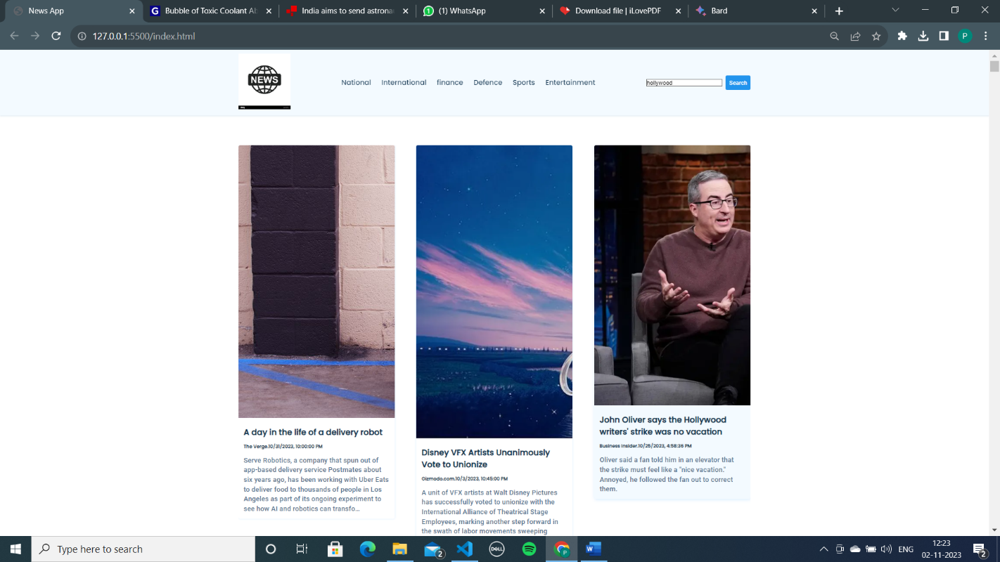 News App
Bubble of Toxic Coolant Ab
India aims to send astrona
(1) WhatsApp
Download file | iLovePDF
Bard
127.0.0.1:5500/index.html
P
NEWS
National
International
finance
Defence
Sports
Entertainment
hollywood
Search
A day in the life of a delivery robot
The Verge.10/31/2023, 10:00:00 PM
Serve Robotics, a company that spun out of
app-based delivery service Postmates about
six years ago, has been working with Uber Eats
to deliver food to thousands of people in Los
Angeles as part of its ongoing experiment to
see how AI and robotics can transfo…
Disney VFX Artists Unanimously
Vote to Unionize
Gizmodo.com.10/3/2023, 10:45:00 PM
A unit of VFX artists at Walt Disney Pictures
has successfully voted to unionize with the
International Alliance of Theatrical Stage
Employees, marking another step forward in
the swath of labor movements sweeping
John Oliver says the Hollywood
writers' strike was no vacation
Business Insider.10/25/2023, 4:58:36 PM
Oliver said a fan told him in an elevator that
the strike must feel like a "nice vacation."
Annoyed, he followed the fan out to correct
them.
Type here to search
2
DELL
P
W
ENG
12:23
02-11-2023
2